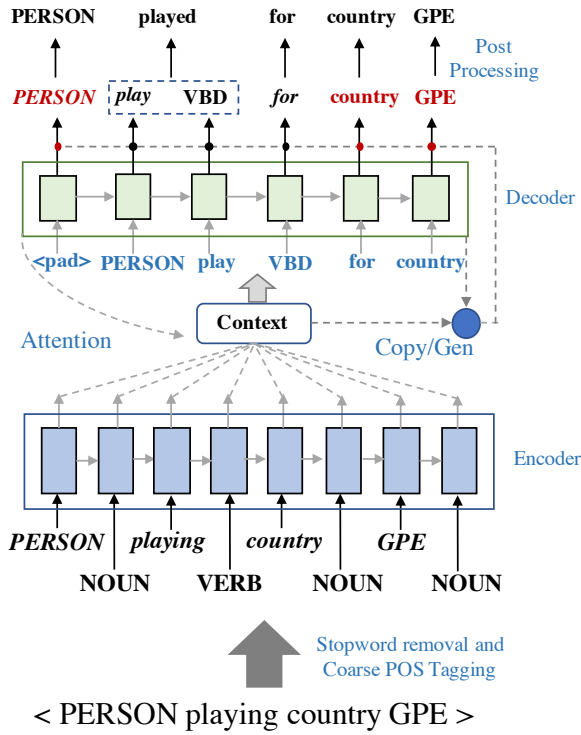 PERSON played for country GPE
Post
Processing
PERSON play VBD for country GPE
Decoder
<pad> PERSON play VBD for country
Context
Attention
Copy/Gen
Encoder
PERSON playing country GPE
NOUN VERB NOUN NOUN
Stopword removal and
Coarse POS Tagging
< PERSON playing country GPE >